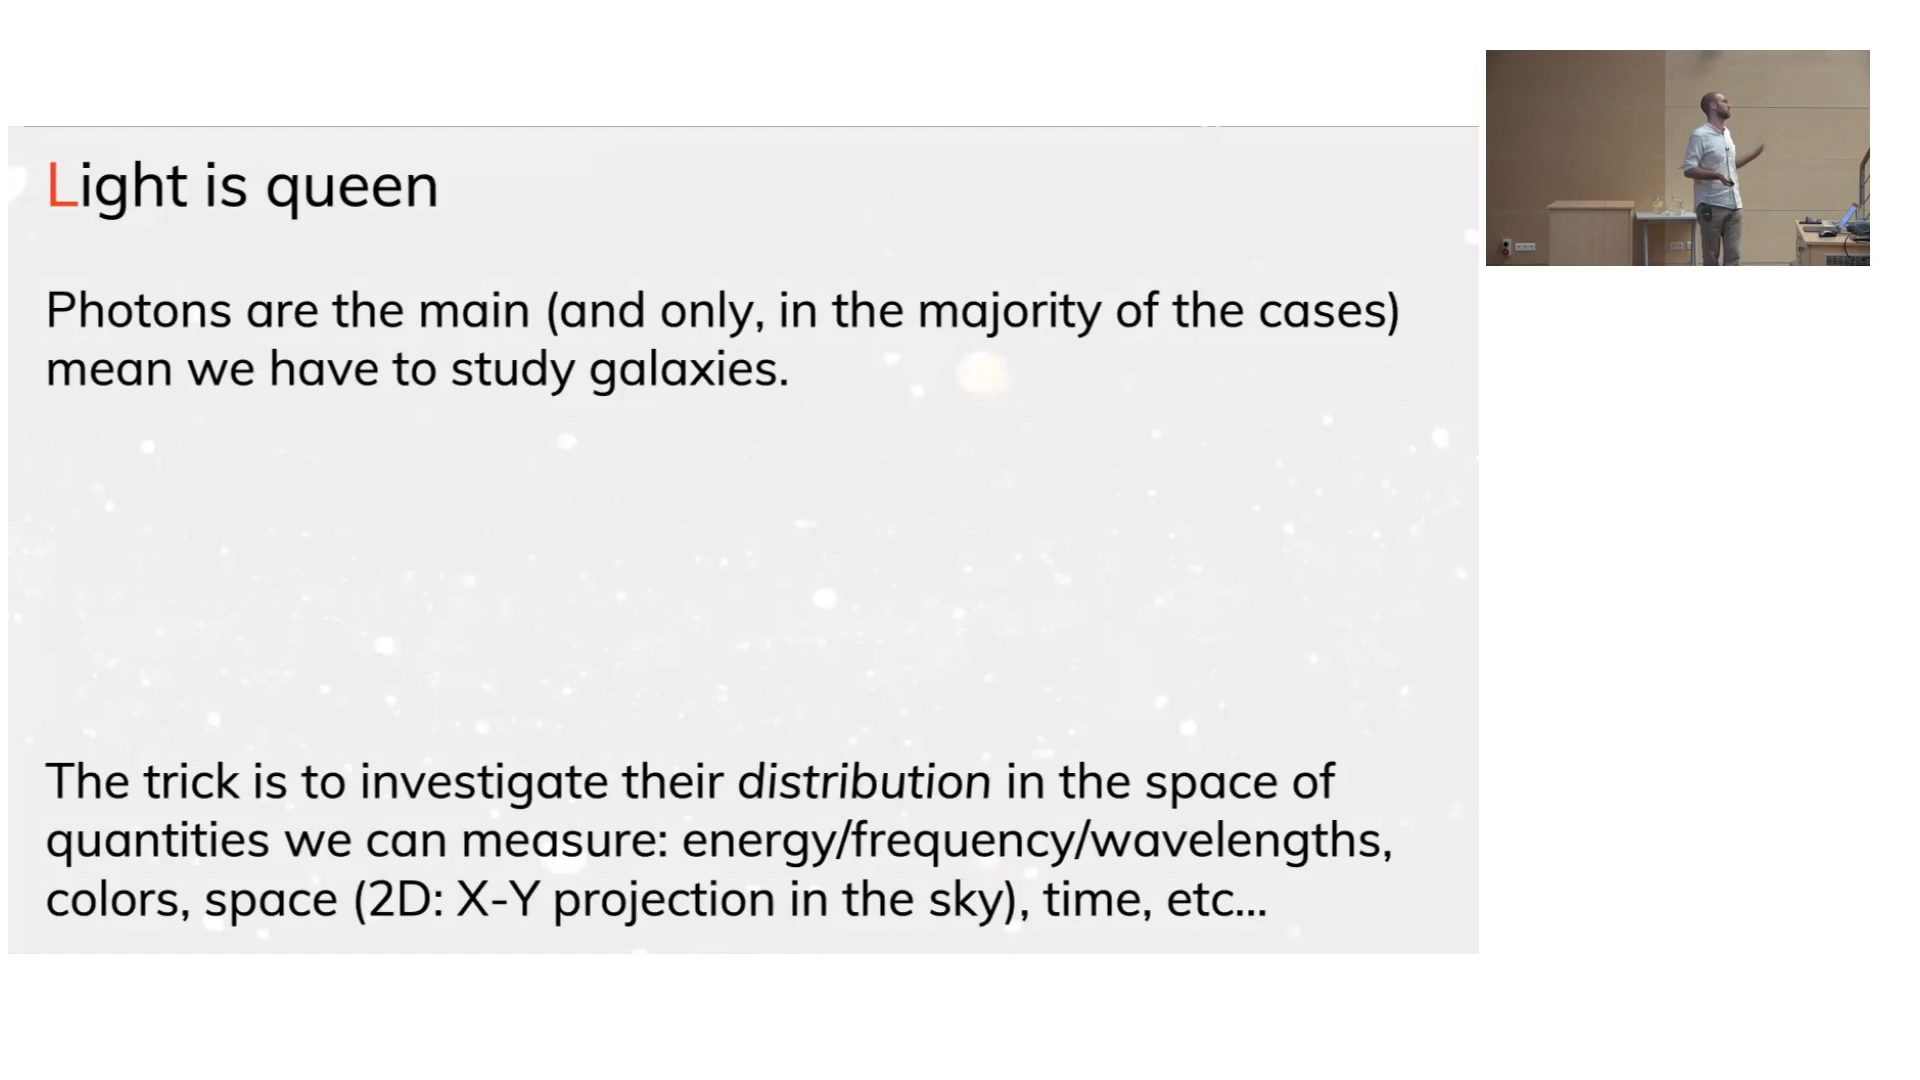 Light is queen
Photons are the main (and only, in the majority of the cases)
mean we have to study galaxies.
The trick is to investigate their distribution in the space of
quantities we can measure: energy/frequency/wavelengths,
colors, space (2D: X-Y projection in the sky), time, etc...